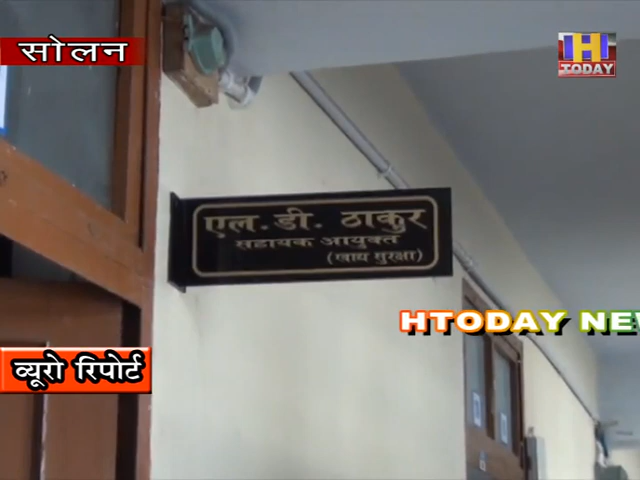 सोलन
H
TODAY
एल. डी. ठाकुर
सहायक आयुक्त
(खाद्य सुरक्षा)
HTODAY NEW
ब्यूरो रिपोर्ट